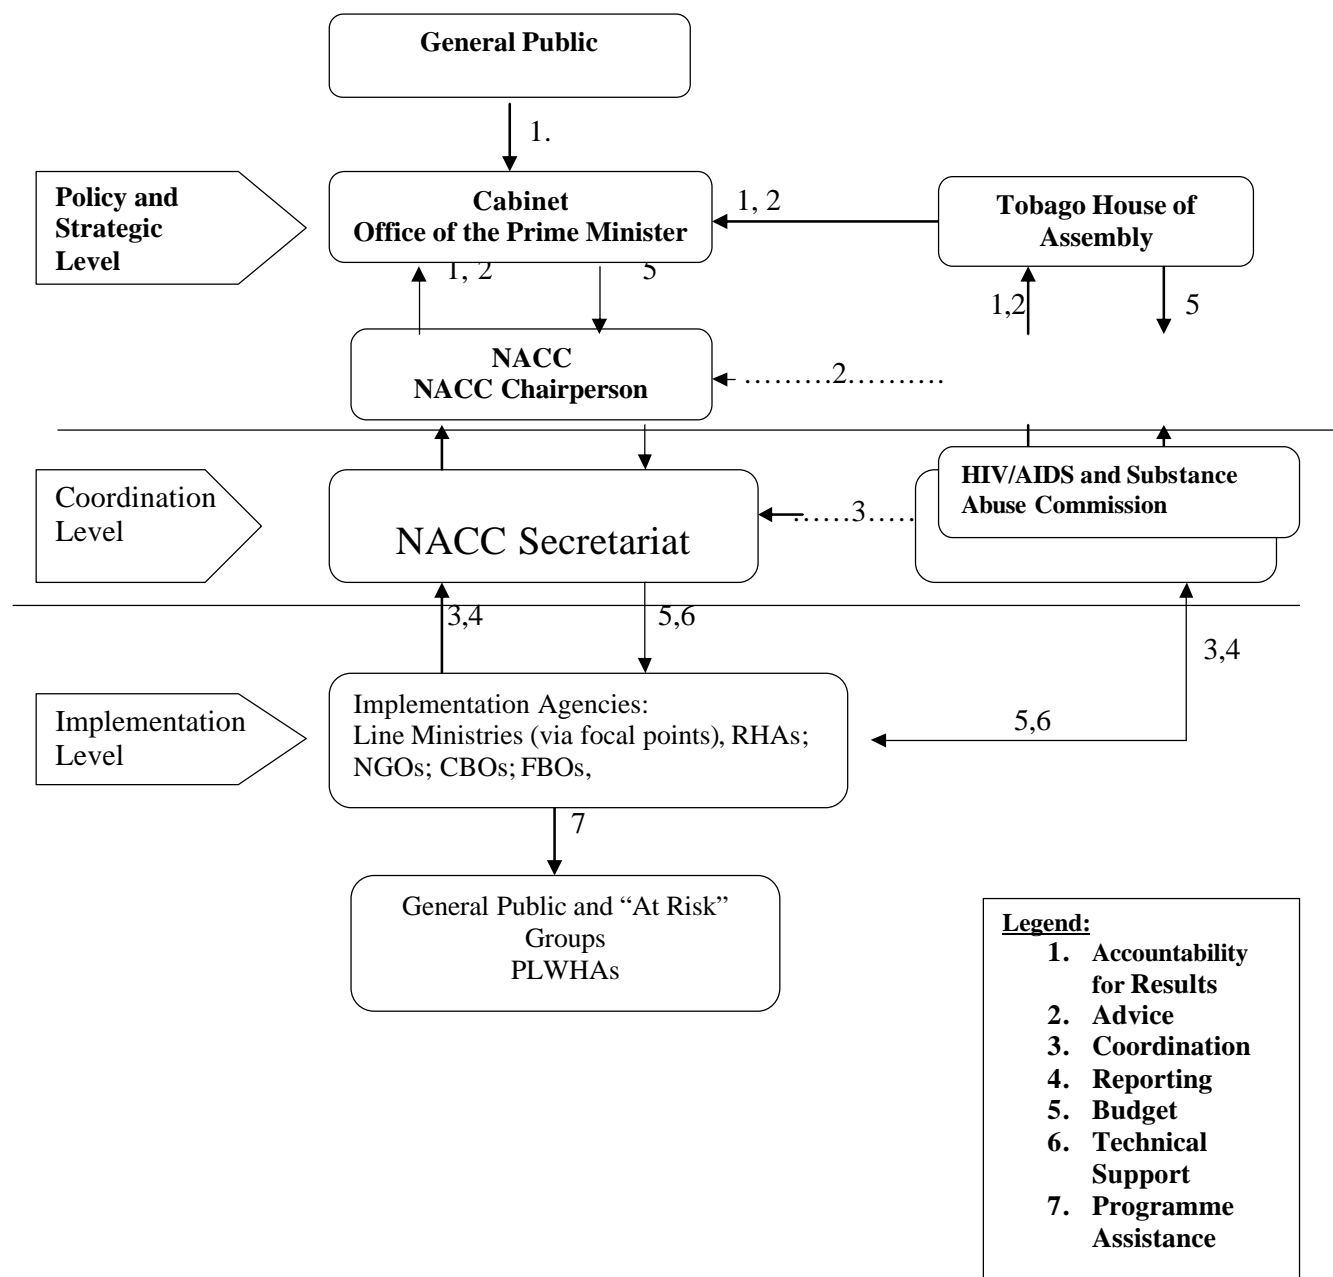 General Public
1.
Policy and
Strategic
Level
Cabinet
Office of the Prime Minister
1, 2
Tobago House of
Assembly
1, 2
5
1,2
5
NACC
NACC Chairperson
………2……….
Coordination
Level
NACC Secretariat
……3…..
HIV/AIDS and Substance
Abuse Commission
3,4
5,6
3,4
Implementation
Level
Implementation Agencies:
Line Ministries (via focal points), RHAs;
NGOs; CBOs; FBOs,
5,6
7
General Public and “At Risk”
Groups
PLWHAs
Legend:
1. Accountability
for Results
2. Advice
3. Coordination
4. Reporting
5. Budget
6. Technical
Support
7. Programme
Assistance